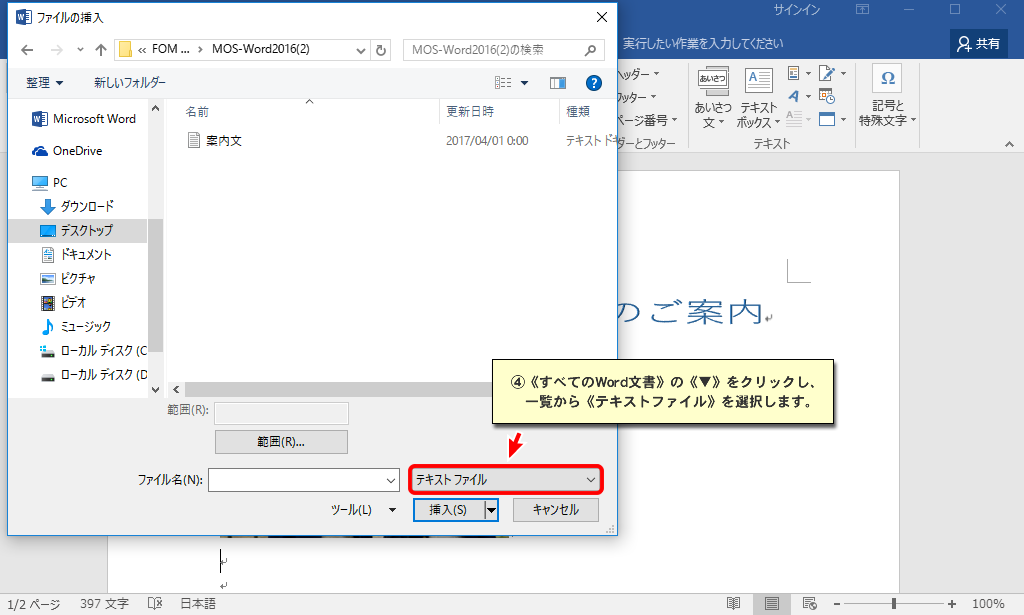 ファイルの挿入
サインイン
« FOM ... › MOS-Word2016(2)
MOS-Word2016(2)の検索
実行したい作業を入力してください
共有
整理
新しいフォルダー
ヘッダー
フッター
ページ番号
あいさつ
あいさつ
文
テキスト
ボックス
記号と
特殊文字
ーとフッター
テキスト
名前
更新日時
種類
案内文
2017/04/01 0:00
テキスト ドキ
Microsoft Word
OneDrive
PC
ダウンロード
デスクトップ
ドキュメント
ピクチャ
ビデオ
ミュージック
ローカル ディスク (C
ローカル ディスク (D
のご案内
④《すべてのWord文書》の《▼》をクリックし、
一覧から《テキストファイル》を選択します。
範囲(R):
範囲(R)...
ファイル名(N):
テキスト ファイル
ツール(L)
挿入(S)
キャンセル
1/2 ページ
397 文字
日本語
100%